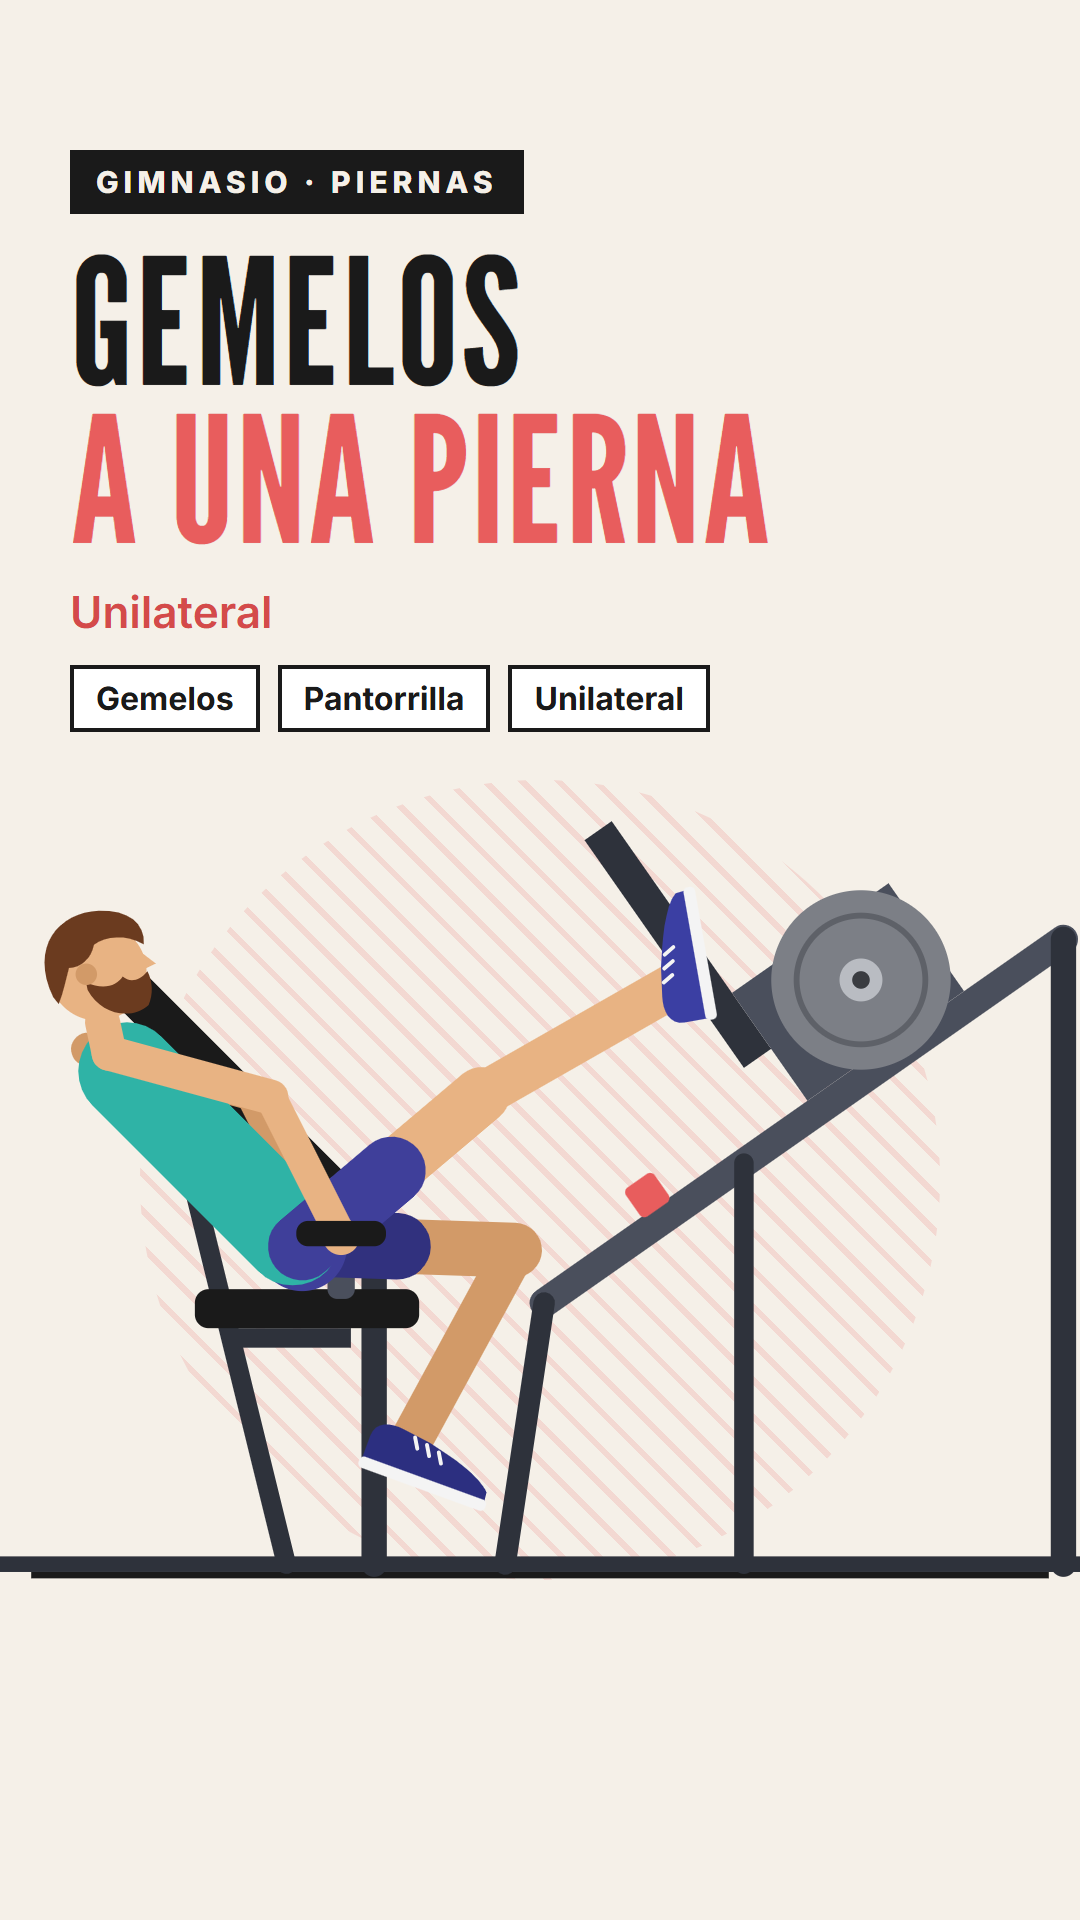 GIMNASIO · PIERNAS
GEMELOS
A UNA PIERNA
Unilateral
Gemelos Pantorrilla Unilateral